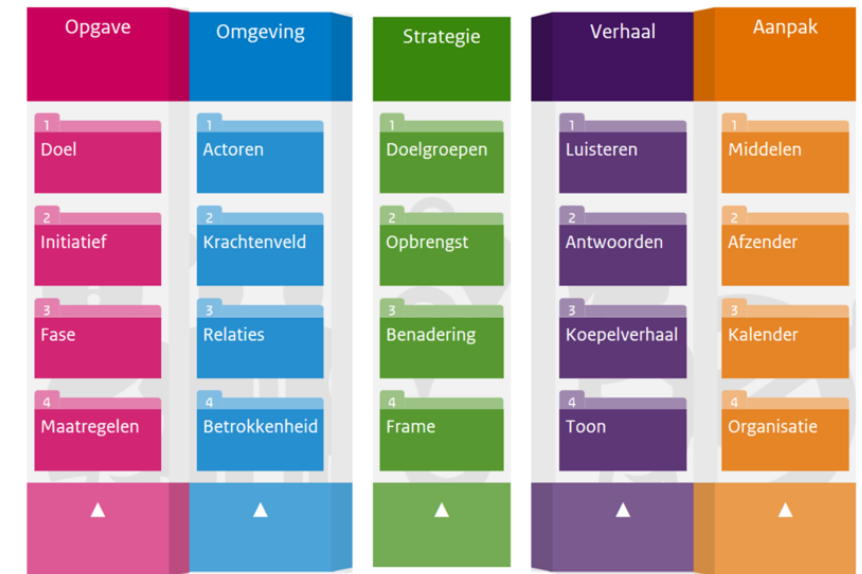 Opgave
1
Doel
2
Initiatief
3
Fase
4
Maatregelen
Omgeving
1
Actoren
2
Krachtenveld
3
Relaties
4
Betrokkenheid
Strategie
1
Doelgroepen
2
Opbrengst
3
Benadering
4
Frame
Verhaal
1
Luisteren
2
Antwoorden
3
Koepelverhaal
4
Toon
Aanpak
1
Middelen
2
Afzender
3
Kalender
4
Organisatie